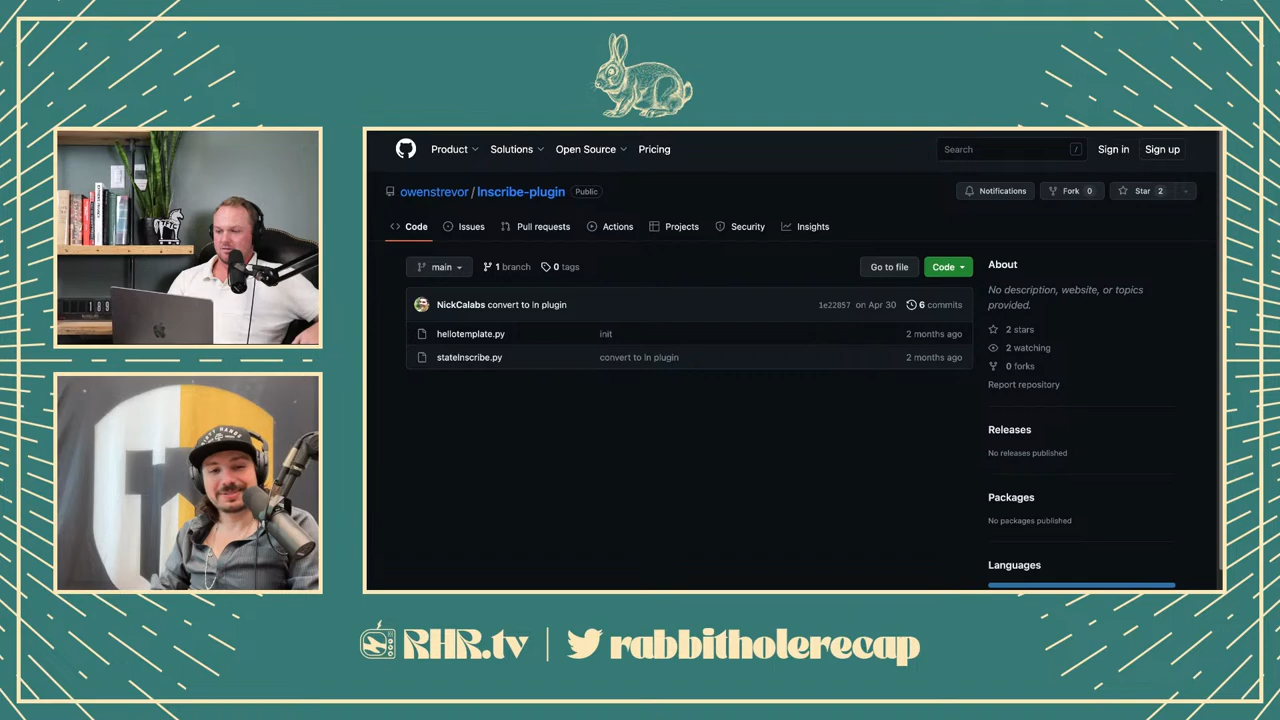 Product
Solutions
Open Source
Pricing
Search
/
Sign in
Sign up
owenstrevor / Inscribe-plugin
Public
Notifications
Fork 0
Star 2
Code
Issues
Pull requests
Actions
Projects
Security
Insights
main
1 branch
0 tags
Go to file
Code
NickCalabs convert to ln plugin
1e22857 on Apr 30
6 commits
hellotemplate.py
init
2 months ago
stateInscribe.py
convert to ln plugin
2 months ago
About
No description, website, or topics
provided.
2 stars
2 watching
0 forks
Report repository
Releases
No releases published
Packages
No packages published
Languages
DIRTY HANDS
RHR.tv
rabbitholerecap